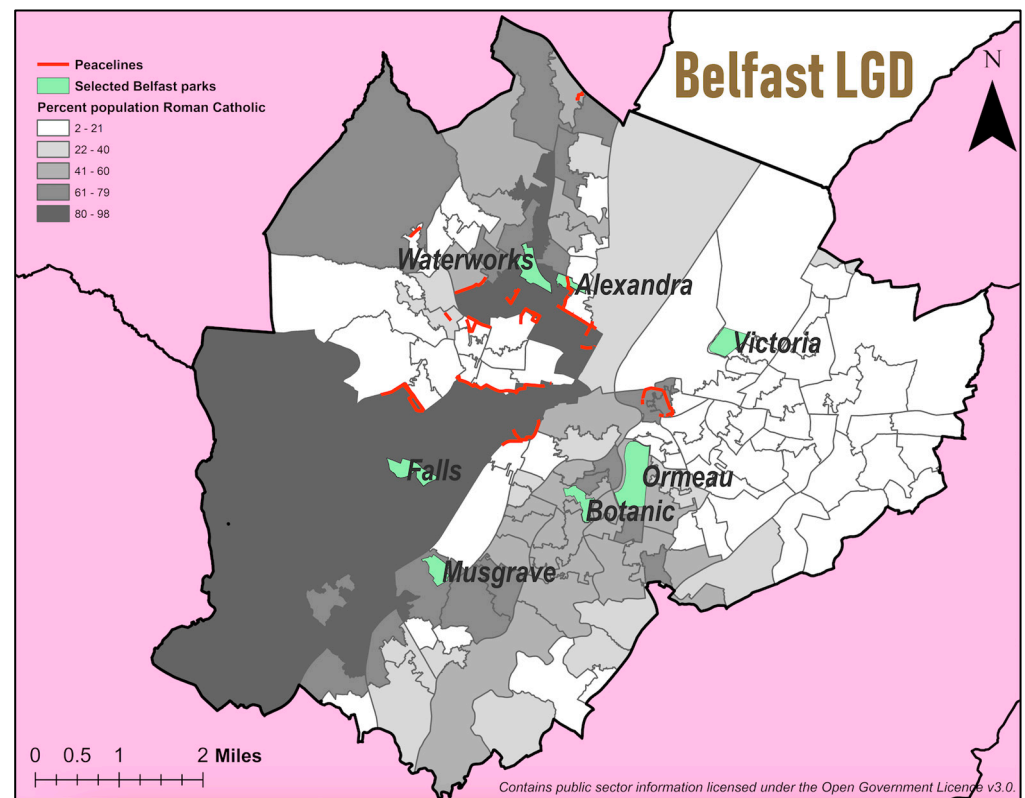 Belfast LGD
N
Peacelines
Selected Belfast parks
Percent population Roman Catholic
2 - 21
22 - 40
41 - 60
61 - 79
80 - 98
Waterworks
Alexandra
Victoria
Falls
Ormeau
Botanic
Musgrave
0 0.5 1 2 Miles
Contains public sector information licensed under the Open Government Licence v3.0.